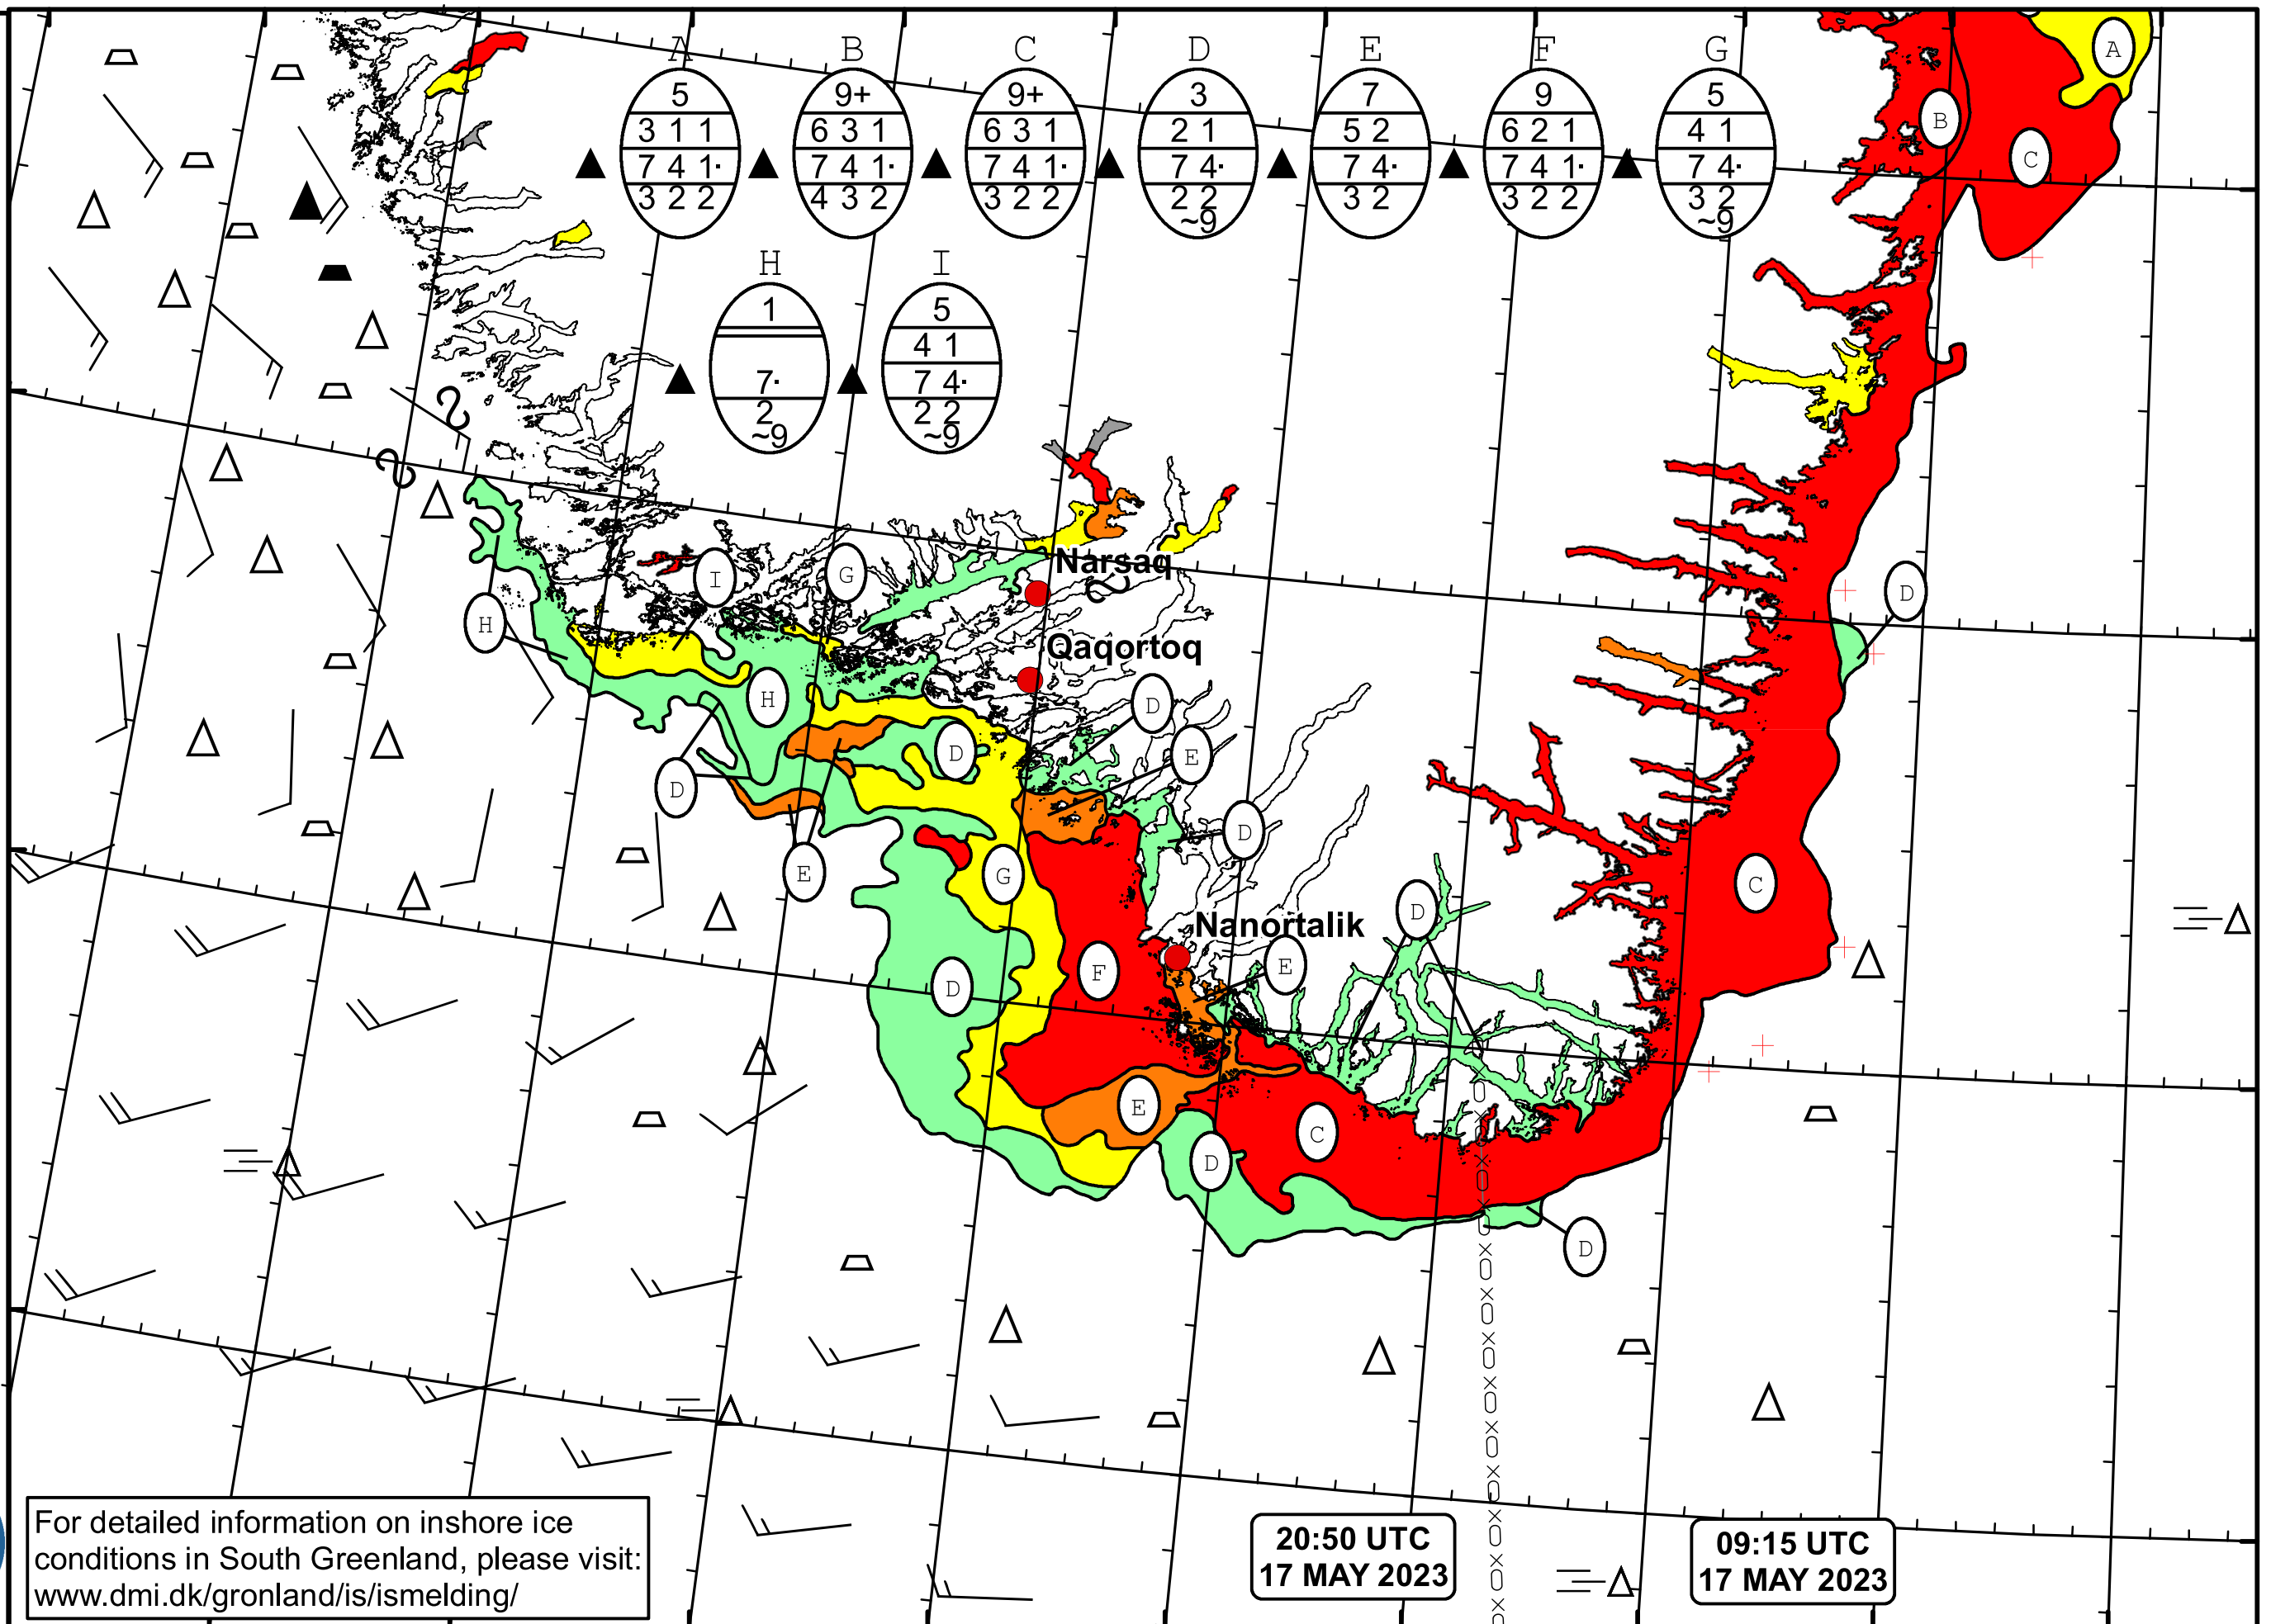 A B C D E F G
5 9+ 9+ 3 7 9 5
3 1 1 6 3 1 6 3 1 2 1 5 2 6 2 1 4 1
7 4 1· 7 4 1· 7 4 1· 7 4· 7 4· 7 4 1· 7 4·
3 2 2 4 3 2 3 2 2 2 2 3 2 3 2 2 3 2
~9 ~9
H I
1 5
4 1
7· 7 4·
2 2 2
~9 ~9
A
B
C
Narsaq
I
G
D
H
Qaqortoq
H
D
D
E
D
D
E
G
C
D
Nanortalik
F
E
D
E
C
D
D
For detailed information on inshore ice
conditions in South Greenland, please visit:
www.dmi.dk/gronland/is/ismelding/
20:50 UTC
17 MAY 2023
09:15 UTC
17 MAY 2023